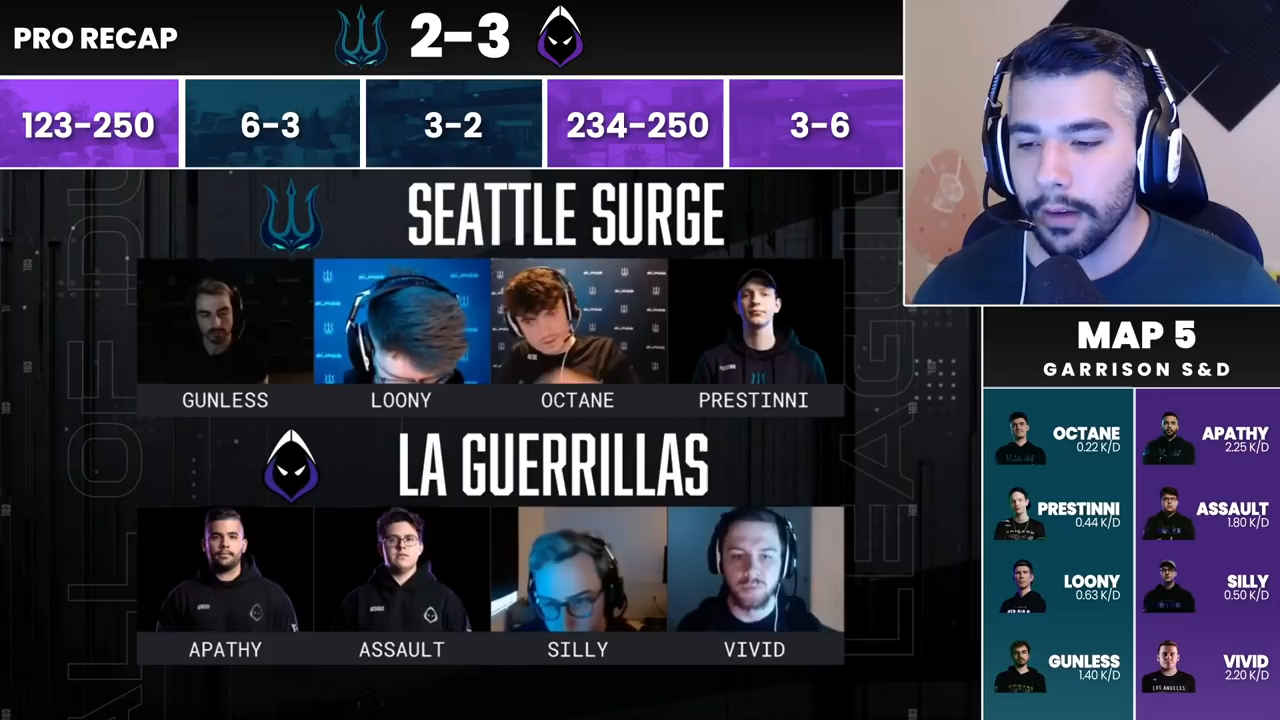 PRO RECAP
2-3
123-250
6-3
3-2
234-250
3-6
SEATTLE SURGE
GUNLESS
LOONY
OCTANE
PRESTINNI
LA GUERRILLAS
APATHY
ASSAULT
SILLY
VIVID
MAP 5
GARRISON S&D
OCTANE
0.22 K/D
PRESTINNI
0.44 K/D
LOONY
0.63 K/D
GUNLESS
1.40 K/D
APATHY
2.25 K/D
ASSAULT
1.80 K/D
SILLY
0.50 K/D
VIVID
2.20 K/D
LOS ANGELES